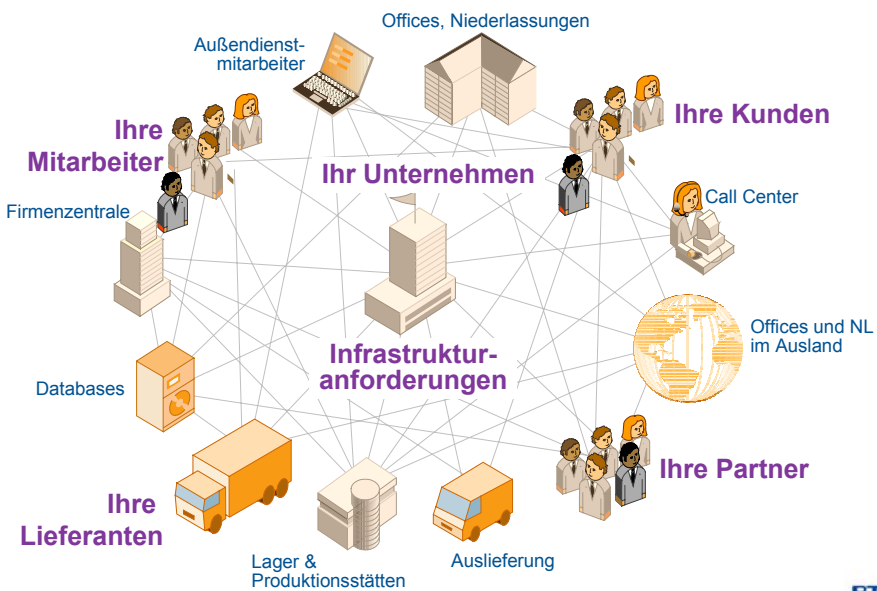 Offices, Niederlassungen
Außendienst-
mitarbeiter
Ihre
Mitarbeiter
Ihre Kunden
Ihr Unternehmen
Call Center
Firmenzentrale
Offices und NL
im Ausland
Infrastruktur-
anforderungen
Databases
Ihre Partner
Ihre
Lieferanten
Lager &
Produktionsstätten
Auslieferung